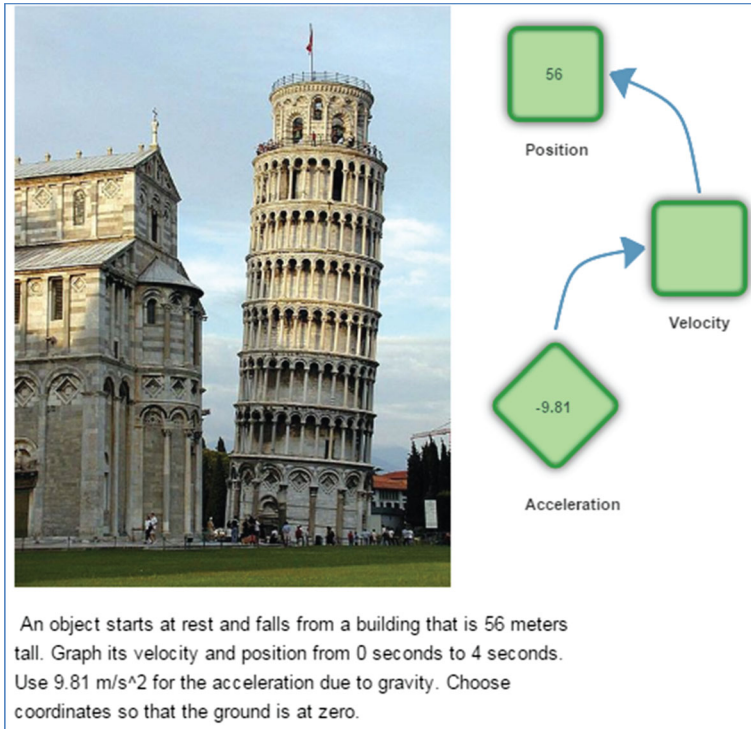 56
Position
Velocity
-9.81
Acceleration
An object starts at rest and falls from a building that is 56 meters
tall. Graph its velocity and position from 0 seconds to 4 seconds.
Use 9.81 m/s^2 for the acceleration due to gravity. Choose
coordinates so that the ground is at zero.